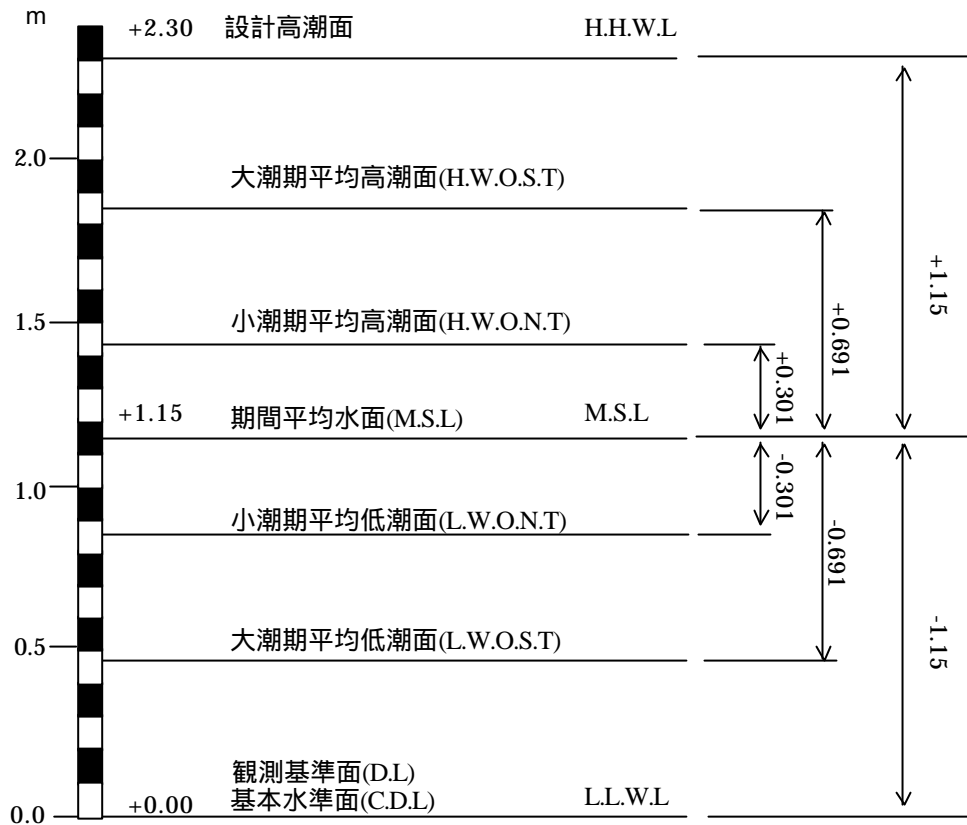 m
+2.30 設計高潮面 H.H.W.L
2.0
大潮期平均高潮面(H.W.O.S.T)
+1.15
小潮期平均高潮面(H.W.O.N.T)
1.5
+0.691
+0.301
+1.15 期間平均水面(M.S.L) M.S.L
1.0
-0.301
小潮期平均低潮面(L.W.O.N.T)
-0.691
大潮期平均低潮面(L.W.O.S.T)
0.5
-1.15
観測基準面(D.L)
0.0 +0.00 基本水準面(C.D.L) L.L.W.L